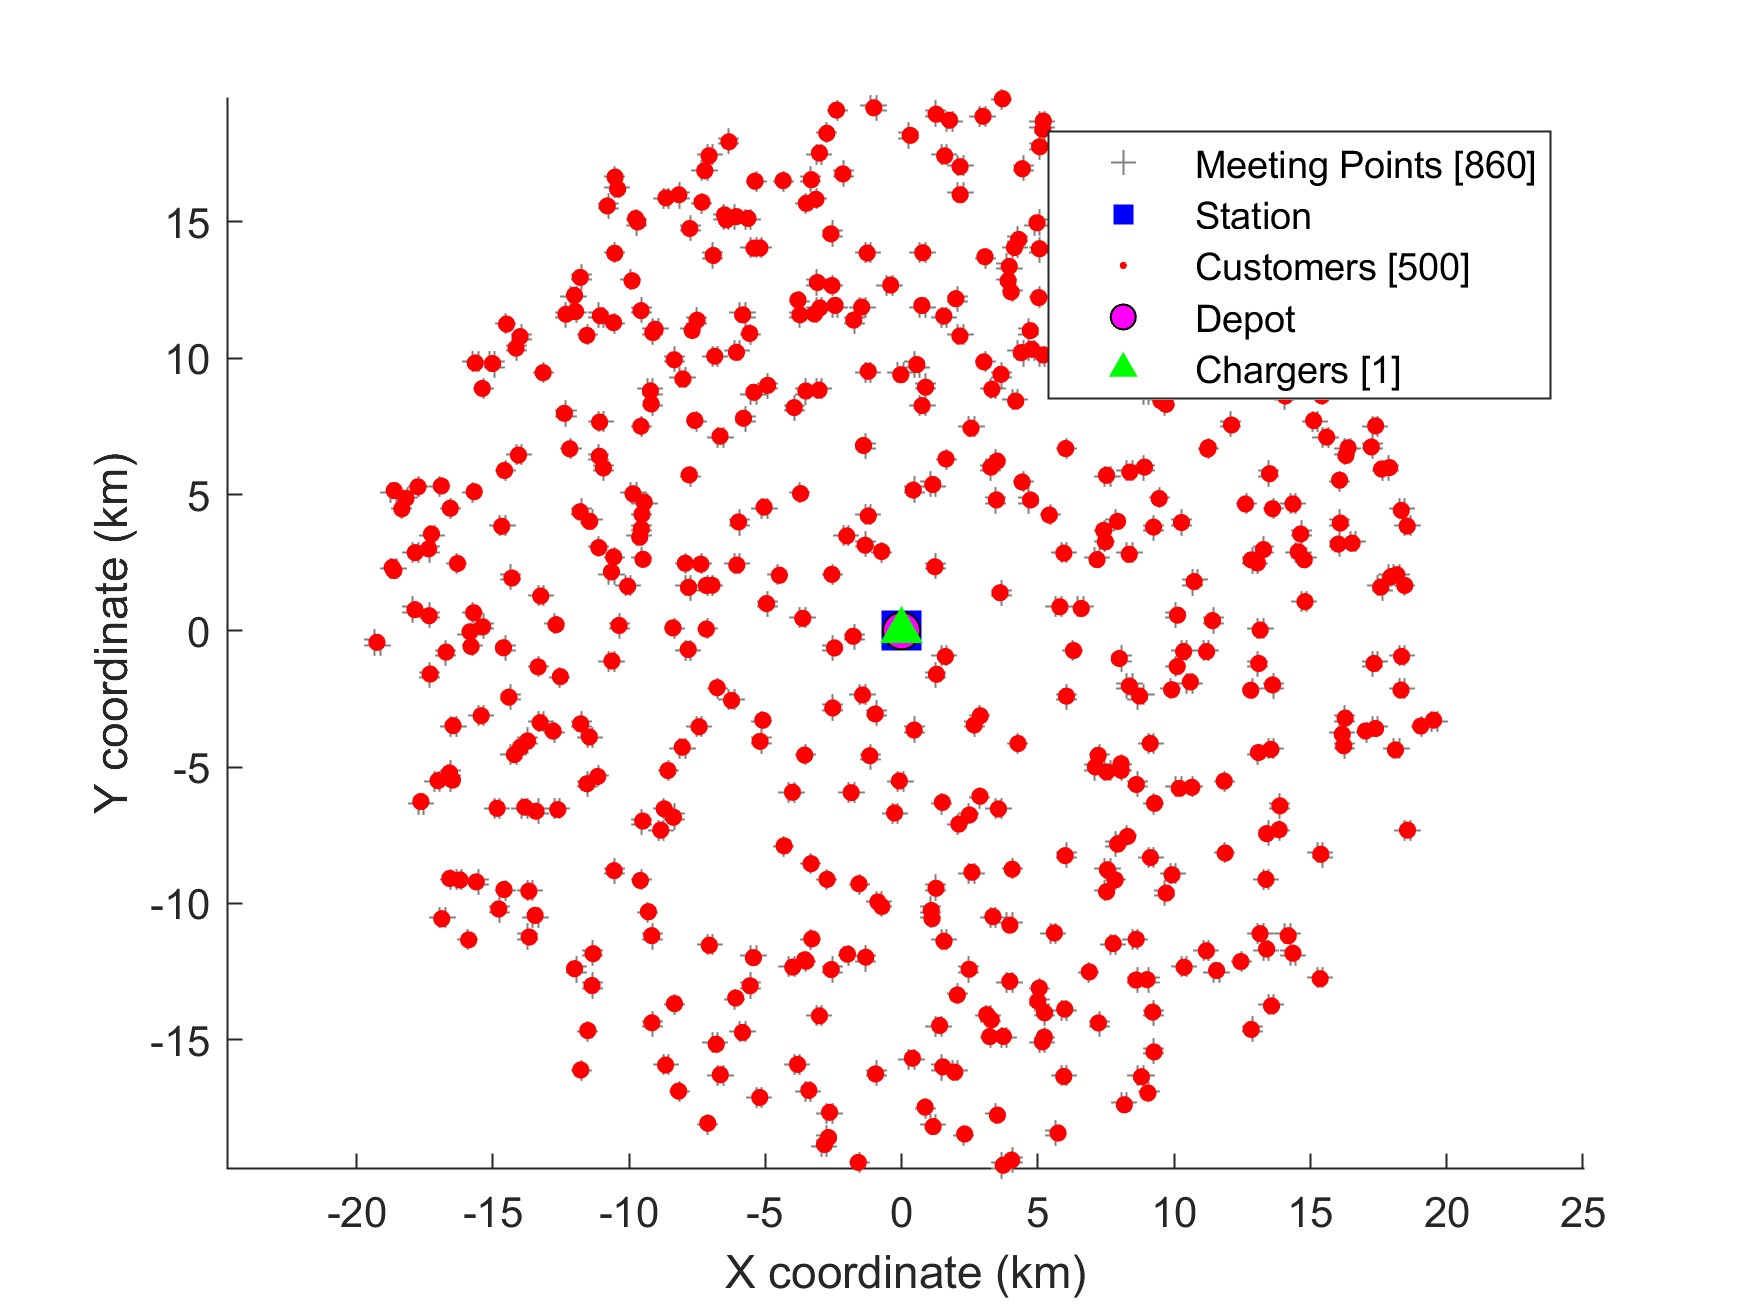 Meeting Points [860]
Station
Customers [500]
Depot
Chargers [1]
15
10
5
0
-5
-10
-15
Y coordinate (km)
-20 -15 -10 -5 0 5 10 15 20 25
X coordinate (km)